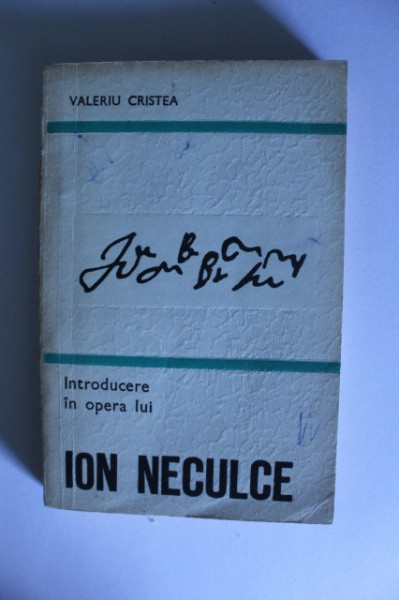 VALERIU CRISTEA
Introducere
în opera lui
ION NECULCE